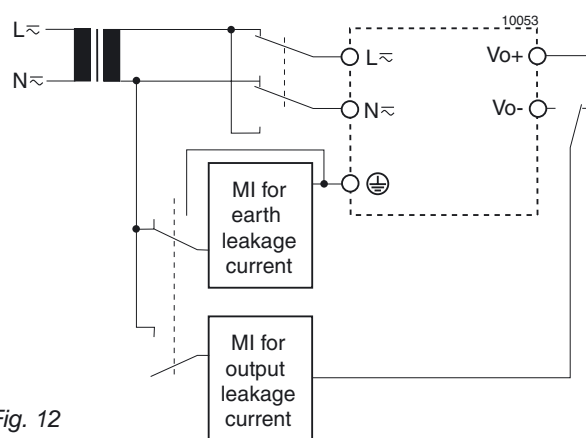 10053
L≂
L≂
Vo+
N≂
N≂
Vo-
MI for
earth
leakage
current
MI for
output
leakage
current
Fig. 12